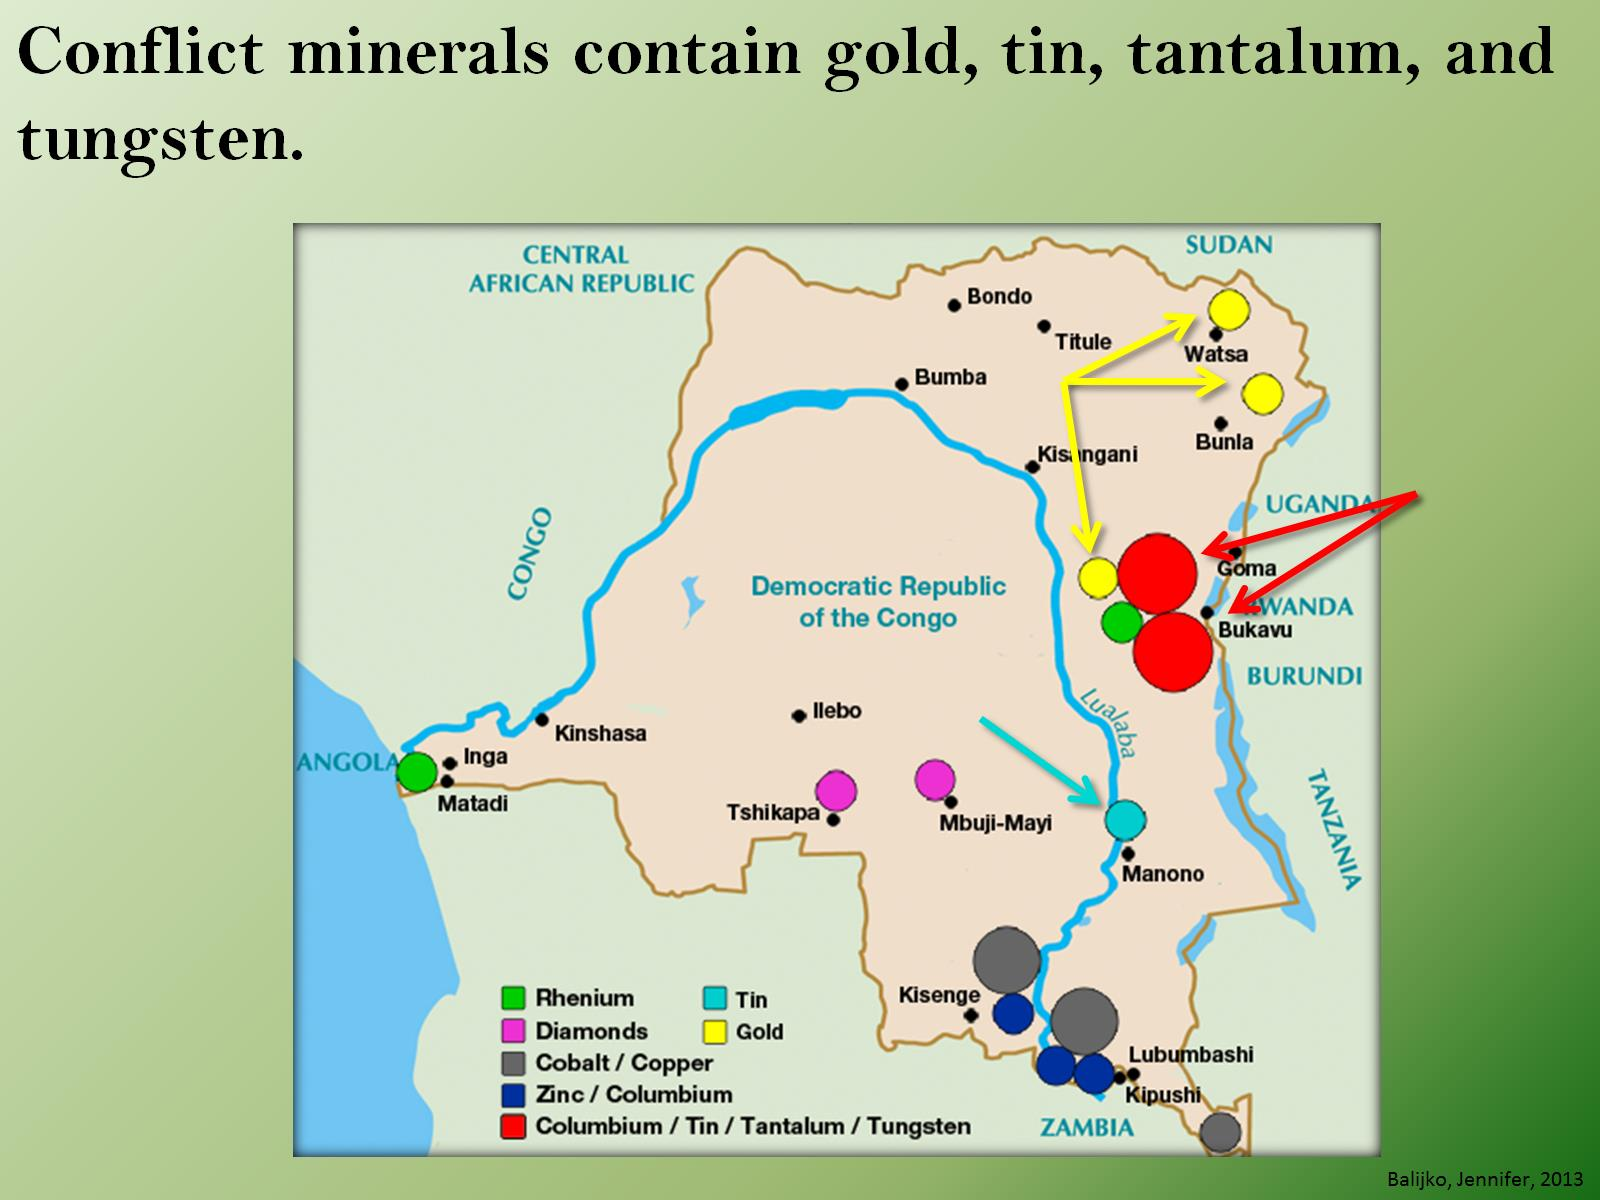 Conflict minerals contain gold, tin, tantalum, and
tungsten.
CENTRAL
AFRICAN REPUBLIC
SUDAN
Bondo
Titule
Watsa
Bumba
Bunla
Kisangani
UGANDA
CONGO
Goma
Democratic Republic
of the Congo
RWANDA
Bukavu
BURUNDI
Lualaba
Ilebo
Kinshasa
ANGOLA
Inga
Matadi
Tshikapa
Mbuji-Mayi
TANZANIA
Manono
Kisenge
Lubumbashi
Kipushi
ZAMBIA
Rhenium
Tin
Diamonds
Gold
Cobalt / Copper
Zinc / Columbium
Columbium / Tin / Tantalum / Tungsten
Balijko, Jennifer, 2013